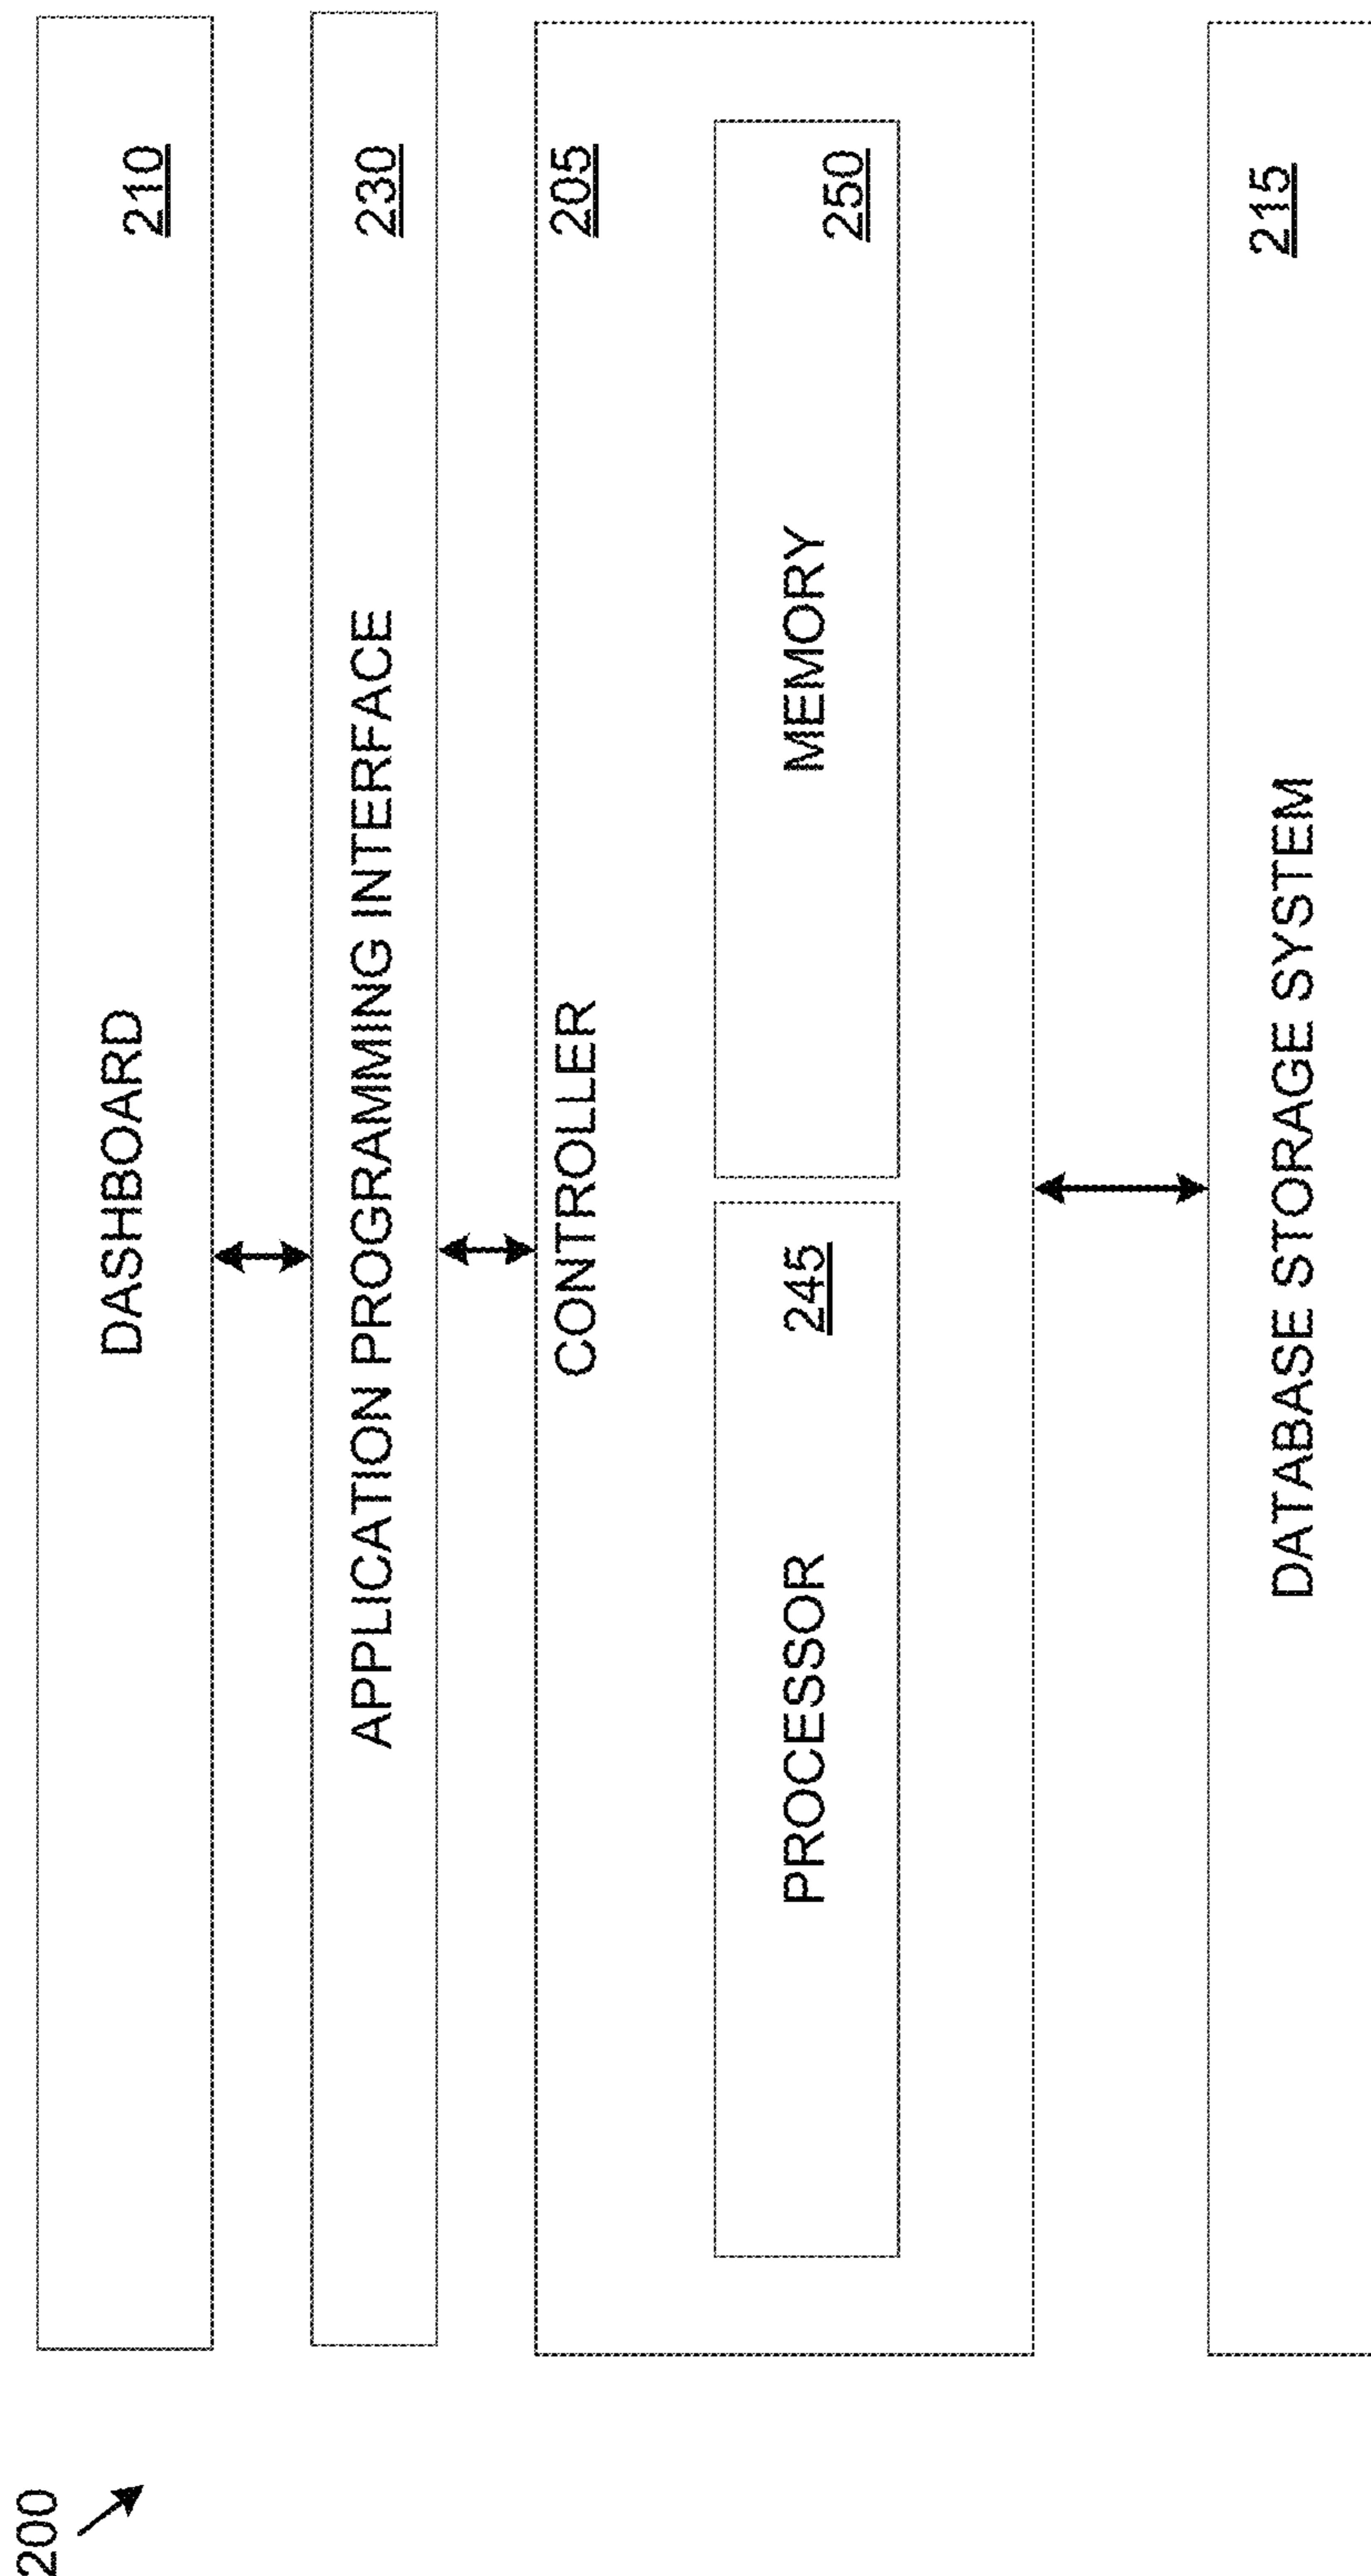 200
DASHBOARD
210
APPLICATION PROGRAMMING INTERFACE
230
CONTROLLER
205
PROCESSOR
245
MEMORY
250
DATABASE STORAGE SYSTEM
215